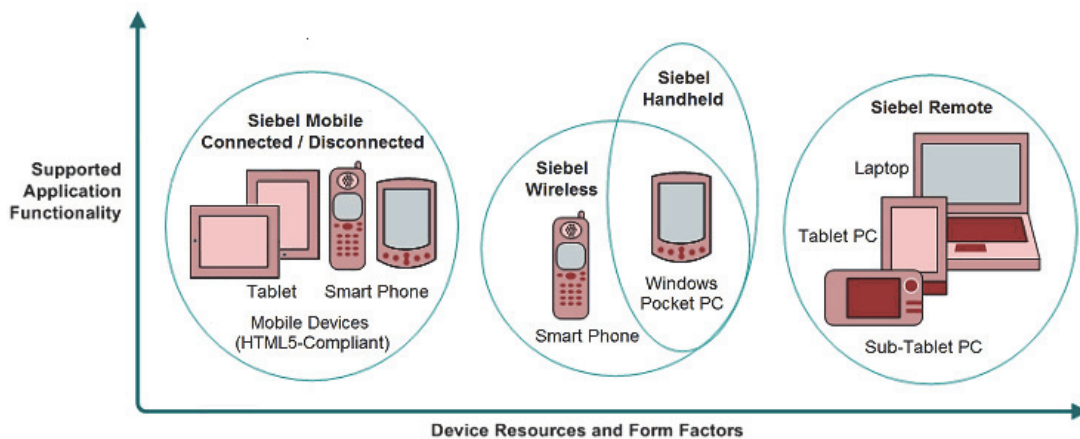 Supported
Application
Functionality
Siebel Mobile
Connected / Disconnected
Tablet
Smart Phone
Mobile Devices
(HTML5-Compliant)
Siebel
Wireless
Smart Phone
Siebel
Handheld
Windows
Pocket PC
Siebel Remote
Laptop
Tablet PC
Sub-Tablet PC
Device Resources and Form Factors